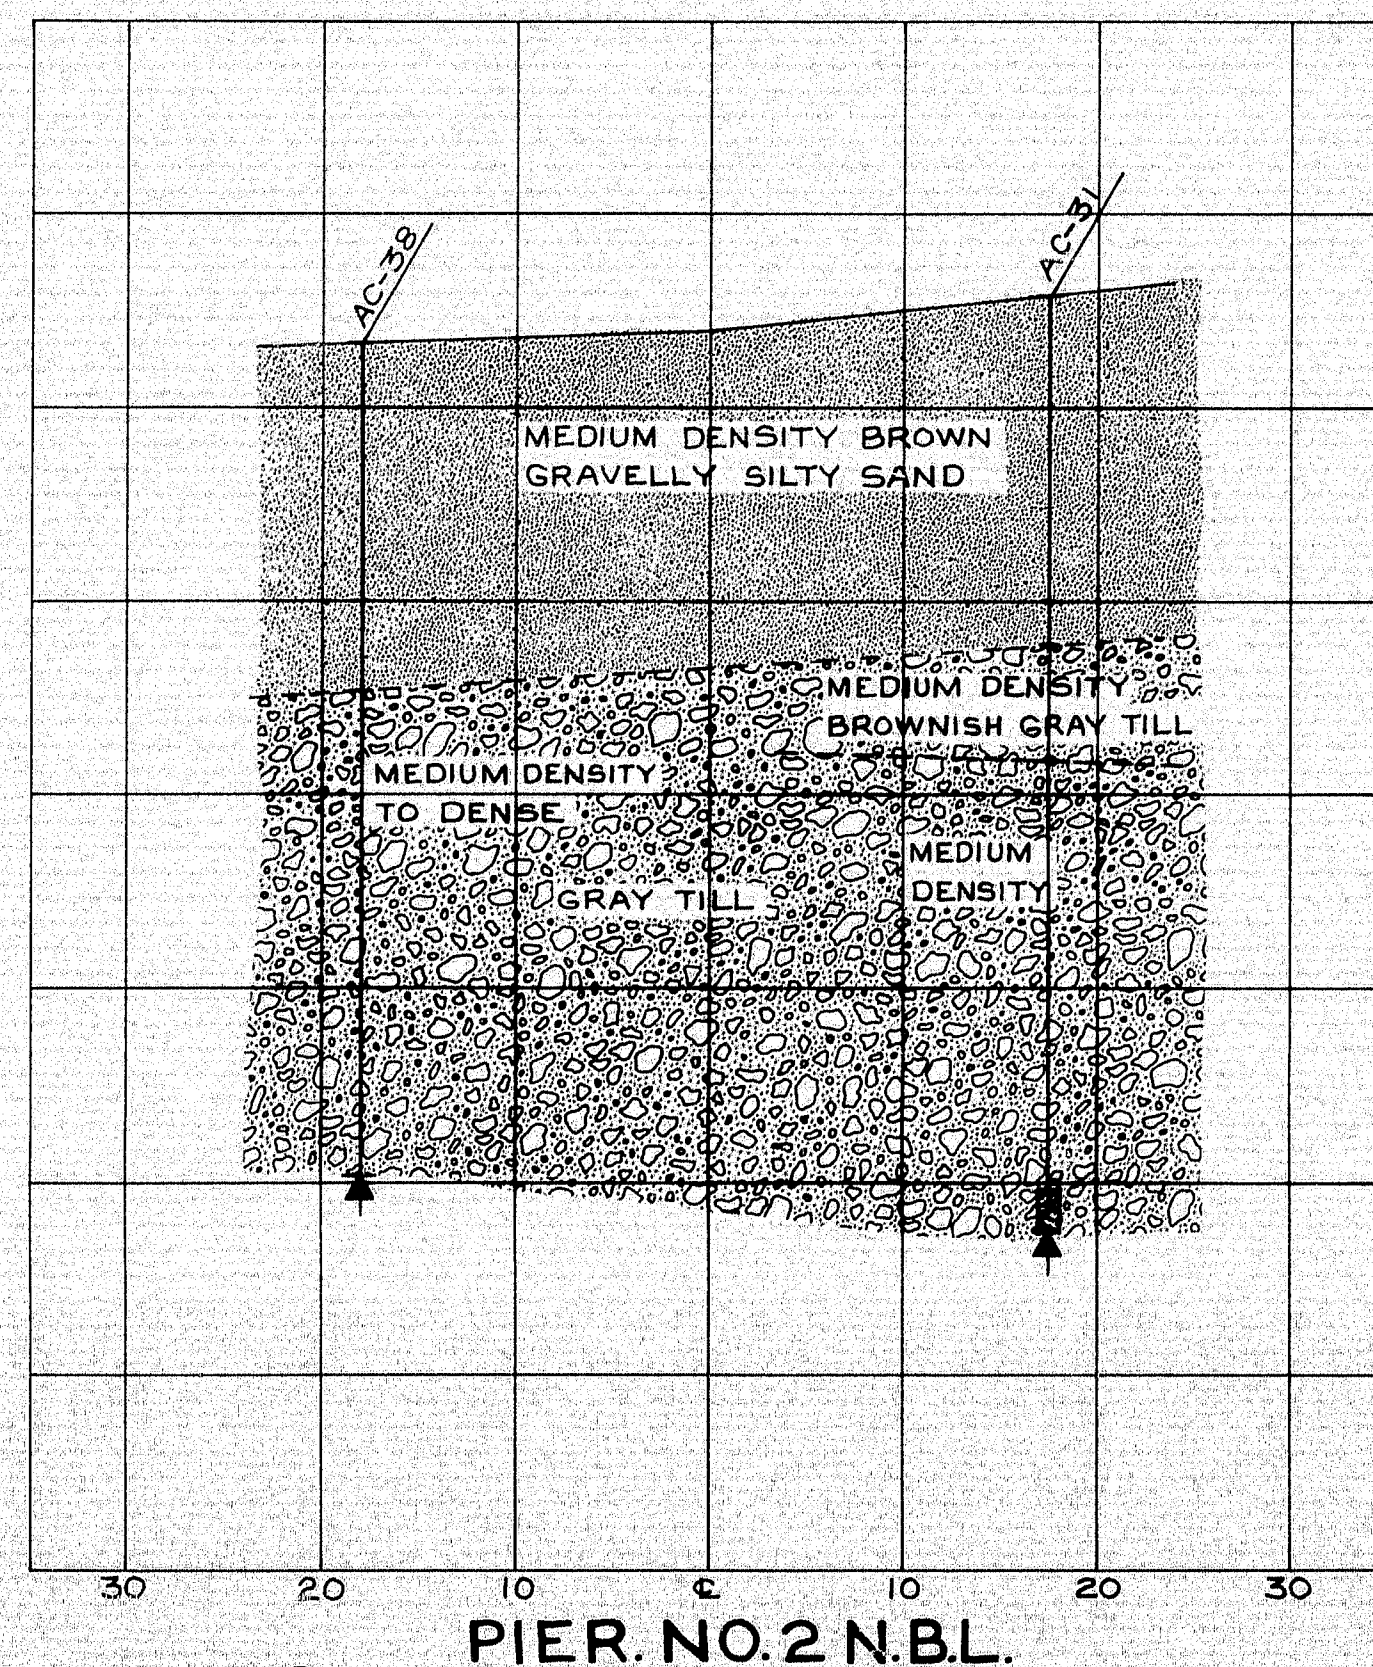 AC-38
AC-31
MEDIUM DENSITY BROWN
GRAVELLY SILTY SAND
MEDIUM DENSITY
BROWNISH GRAY TILL
MEDIUM DENSITY
TO DENSE
MEDIUM
DENSITY
GRAY TILL
30 20 10 ℄ 10 20 30
PIER. NO. 2 N.B.L.